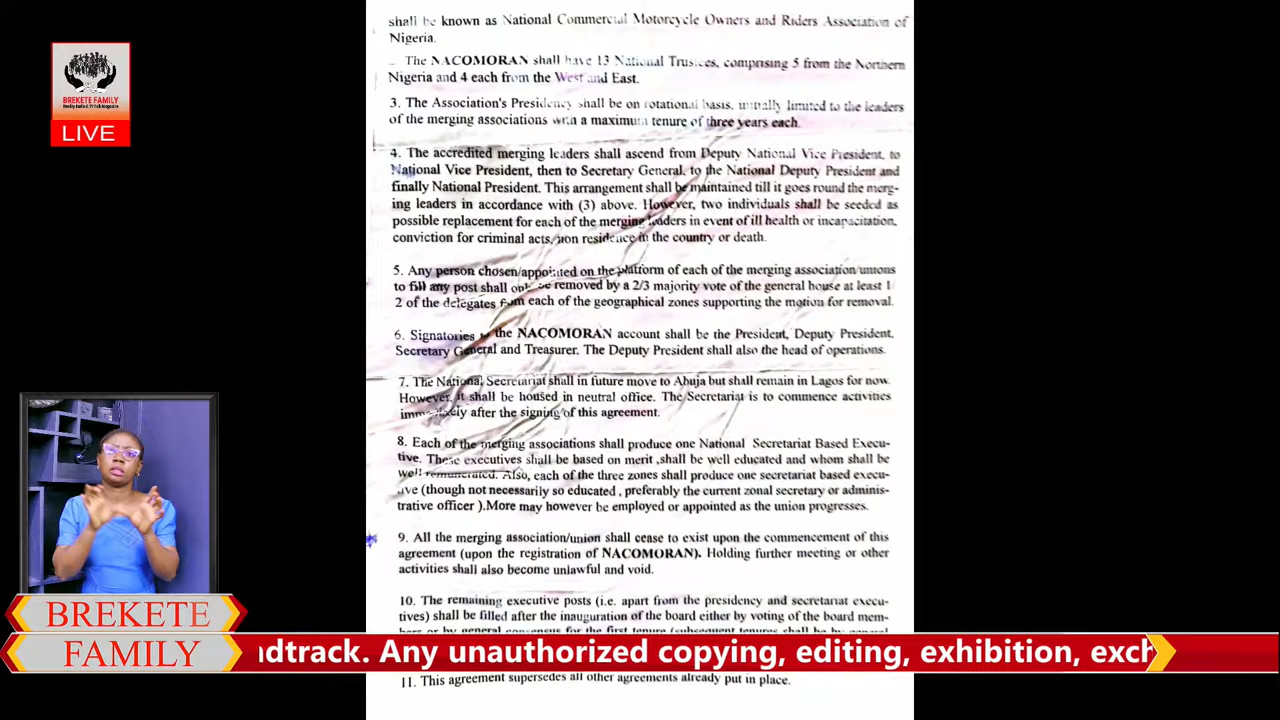 shall be known as National Commercial Motorcycle Owners and Riders Association of
Nigeria.
The NACOMORAN shall have 13 National Trustees, comprising 5 from the Northern
Nigeria and 4 each from the West and East.
3. The Association's Presidency shall be on rotational basis, initially limited to the leaders
of the merging associations with a maximum tenure of three years each.
4. The accredited merging leaders shall ascend from Deputy National Vice President, to
National Vice President, then to Secretary General, to the National Deputy President and
finally National President. This arrangement shall be maintained till it goes round the merg-
ing leaders in accordance with (3) above. However, two individuals shall be seeded as
possible replacement for each of the merging leaders in event of ill health or incapacitation,
conviction for criminal acts, non residence in the country or death.
5. Any person chosen/appointed on the platform of each of the merging association/unions
to fill any post shall only be removed by a 2/3 majority vote of the general house at least 1/
2 of the delegates from each of the geographical zones supporting the motion for removal.
6. Signatories the NACOMORAN account shall be the President, Deputy President,
Secretary General and Treasurer. The Deputy President shall also the head of operations.
7. The National Secretariat shall in future move to Abuja but shall remain in Lagos for now.
However, it shall be housed in neutral office. The Secretariat is to commence activities
immediately after the signing of this agreement.
8. Each of the merging associations shall produce one National Secretariat Based Execu-
tive. These executives shall be based on merit ,shall be well educated and whom shall be
well remunerated. Also, each of the three zones shall produce one secretariat based execu-
tive (though not necessarily so educated , preferably the current zonal secretary or adminis-
trative officer ).More may however be employed or appointed as the union progresses.
9. All the merging association/union shall cease to exist upon the commencement of this
agreement (upon the registration of NACOMORAN). Holding further meeting or other
activities shall also become unlawful and void.
10. The remaining executive posts (i.e. apart from the presidency and secretariat execu-
tives) shall be filled after the inauguration of the board either by voting of the board mem-
bers or by general consensus for the first tenure (subsequent tenures shall be by general
11. This agreement supersedes all other agreements already put in place.
BREKETE FAMILY
LIVE
BREKETE
FAMILY
ndtrack. Any unauthorized copying, editing, exhibition, exch